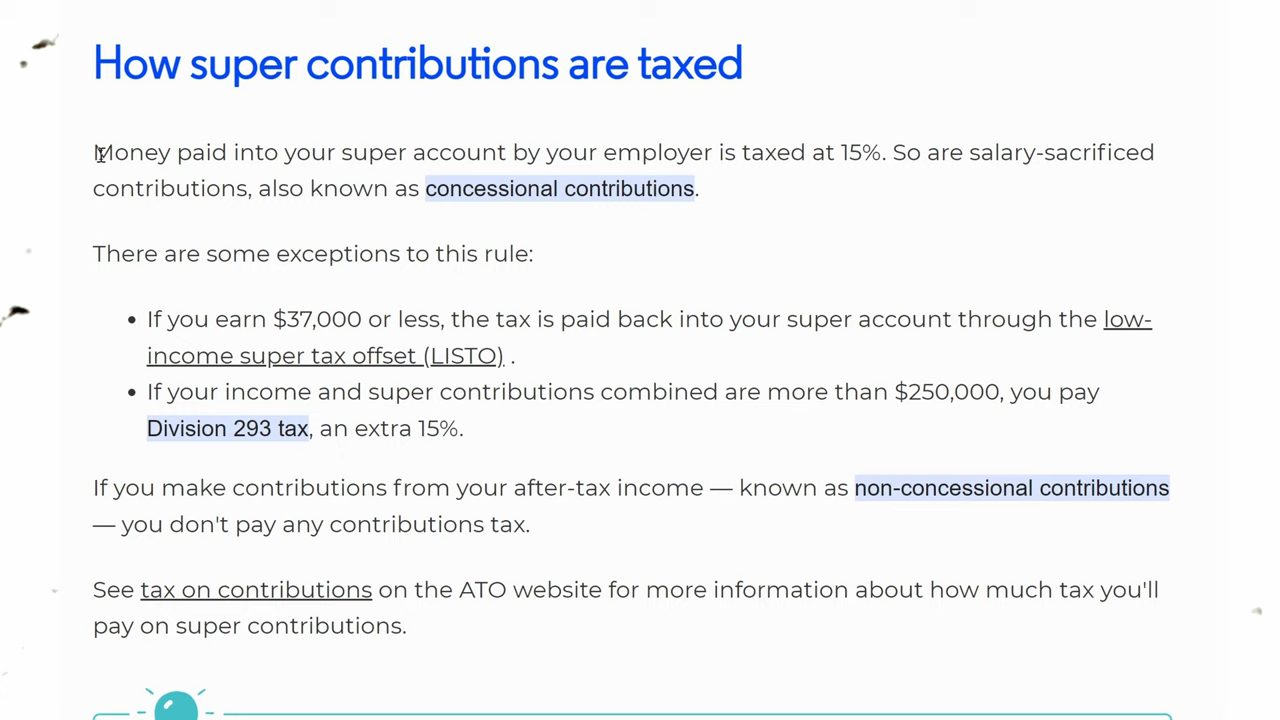 How super contributions are taxed
Money paid into your super account by your employer is taxed at 15%. So are salary-sacrificed
contributions, also known as concessional contributions.
There are some exceptions to this rule:
• If you earn $37,000 or less, the tax is paid back into your super account through the low-
income super tax offset (LISTO) .
• If your income and super contributions combined are more than $250,000, you pay
Division 293 tax, an extra 15%.
If you make contributions from your after-tax income — known as non-concessional contributions
— you don't pay any contributions tax.
See tax on contributions on the ATO website for more information about how much tax you'll
pay on super contributions.